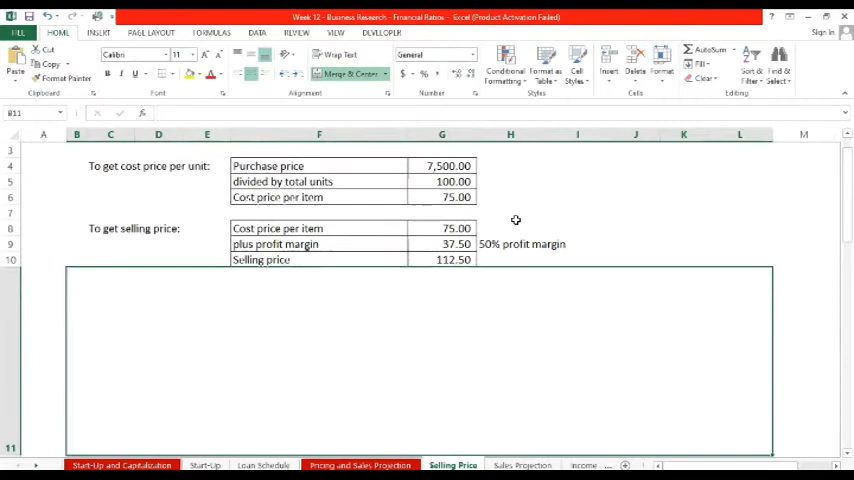 Week 12 - Business Research - Financial Ratios - Excel (Product Activation Failed)
FILE HOME INSERT PAGE LAYOUT FORMULAS DATA REVIEW VIEW DEVELOPER Sign in
Cut
Copy
Format Painter
Paste
Clipboard
Calibri 11
B I U
Font
Wrap Text
Merge & Center
Alignment
General
$ % ,
Number
Conditional Formatting
Format as Table
Cell Styles
Styles
Insert Delete Format
Cells
AutoSum
Fill
Clear
Sort & Filter
Find & Select
Editing
B11 fx
A B C D E F G H I J K L M
3
4 To get cost price per unit: Purchase price 7,500.00
5 divided by total units 100.00
6 Cost price per item 75.00
7
8 To get selling price: Cost price per item 75.00
9 plus profit margin 37.50 50% profit margin
10 Selling price 112.50
11
Start-Up and Capitalization Start-Up Loan Schedule Pricing and Sales Projection Selling Price Sales Projection Income ...